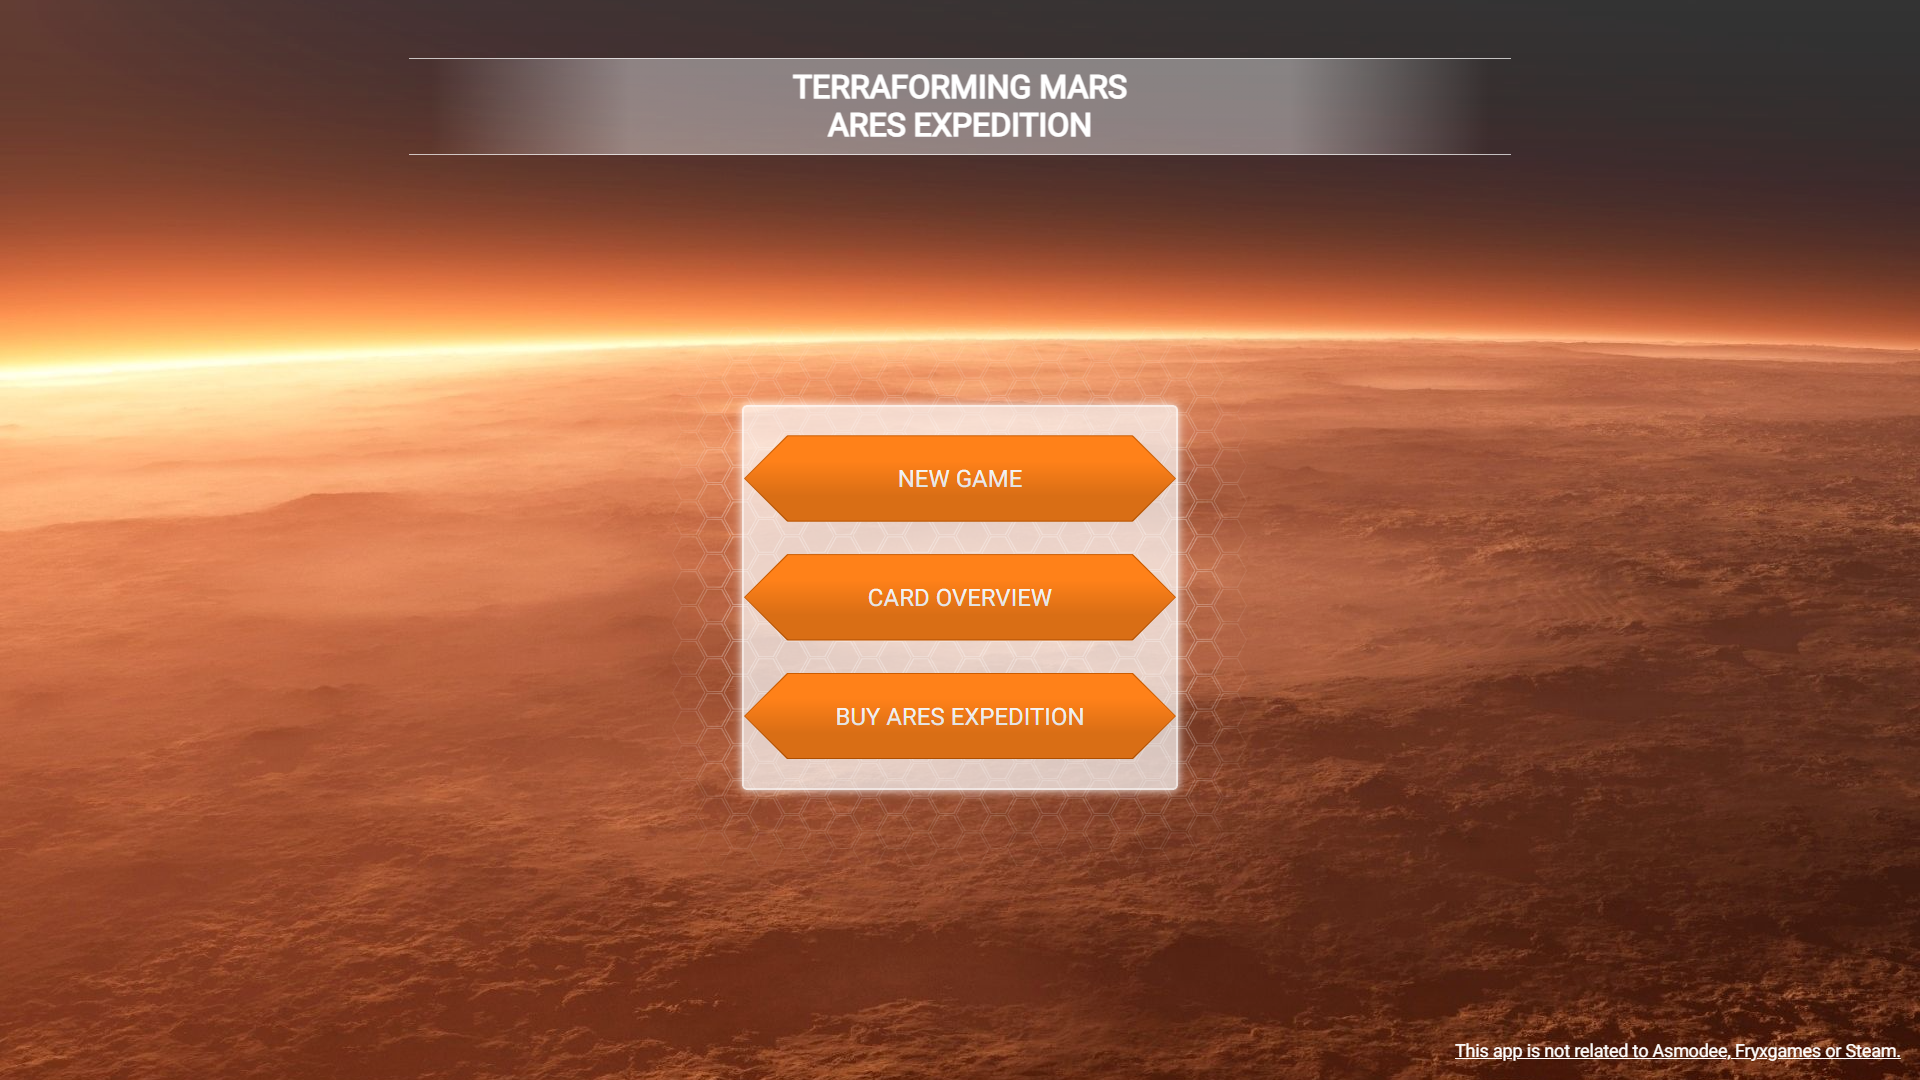 TERRAFORMING MARS
ARES EXPEDITION
NEW GAME
CARD OVERVIEW
BUY ARES EXPEDITION
This app is not related to Asmodee, Fryxgames or Steam.